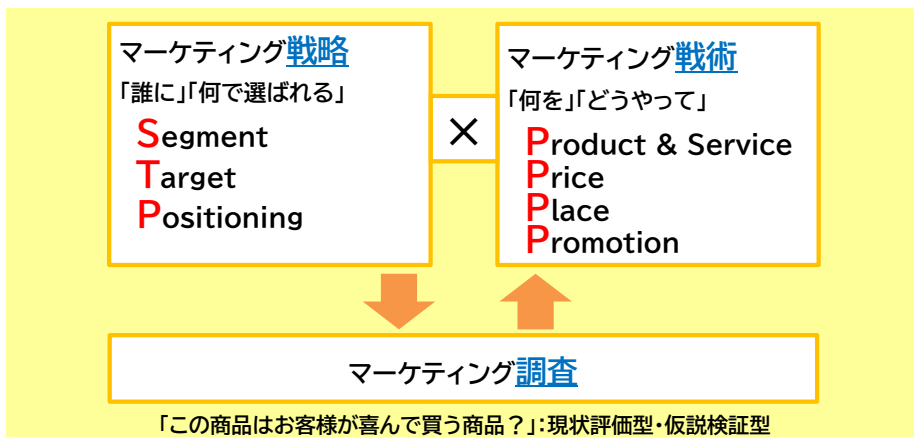 マーケティング戦略
「誰に」「何で選ばれる」
Segment
Target
Positioning
×
マーケティング戦術
「何を」「どうやって」
Product & Service
Price
Place
Promotion
マーケティング調査
「この商品はお客様が喜んで買う商品？」：現状評価型・仮説検証型